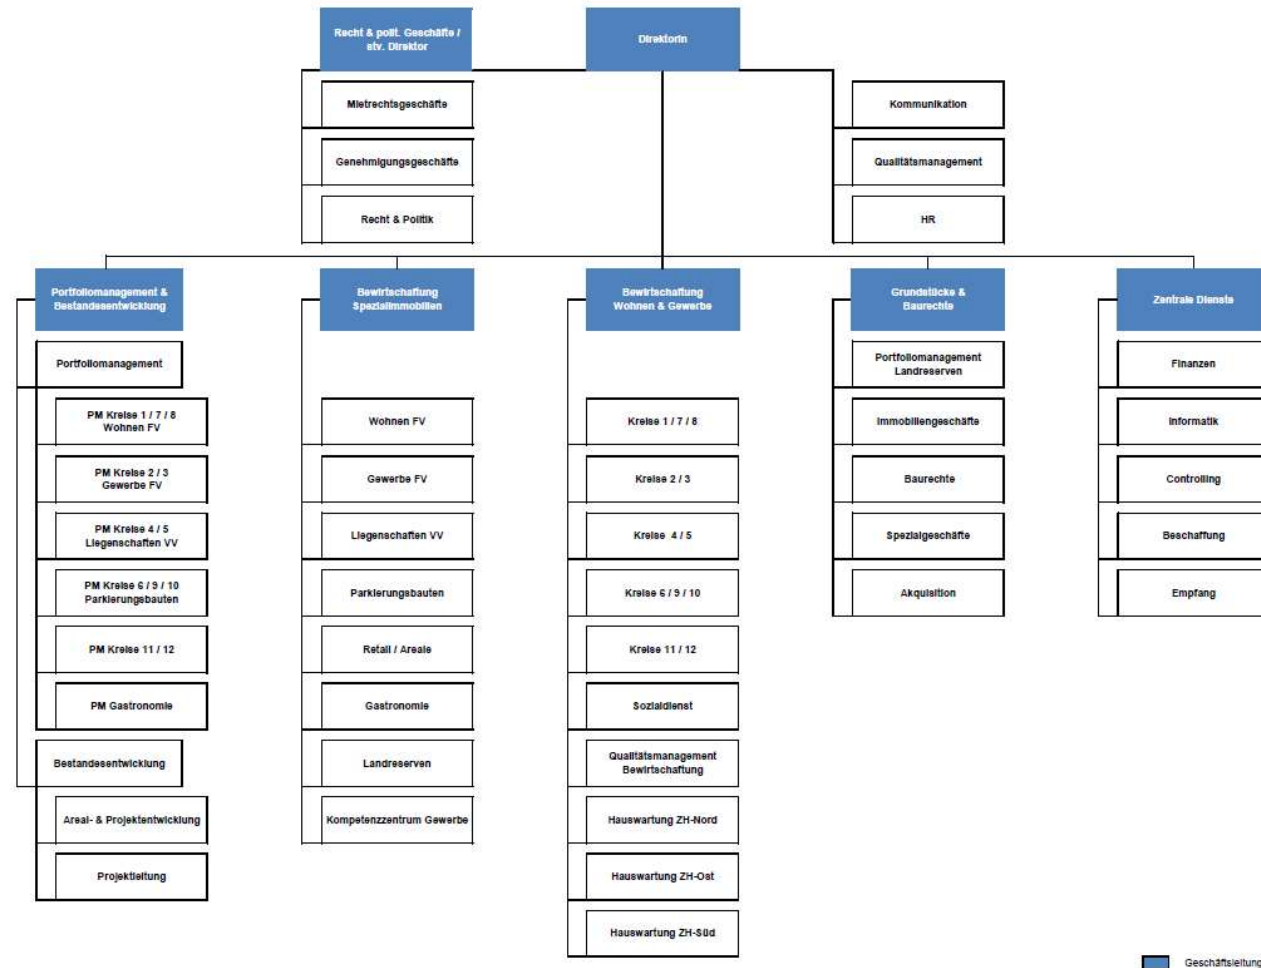 Recht & polit. Geschäfte /
stv. Direktor
Direktorin
Mietrechtsgeschäfte
Genehmigungsgeschäfte
Recht & Politik
Kommunikation
Qualitätsmanagement
HR
Portfoliomanagement &
Bestandesentwicklung
Portfoliomanagement
PM Kreise 1 / 7 / 8
Wohnen FV
PM Kreise 2 / 3
Gewerbe FV
PM Kreise 4 / 5
Liegenschaften VV
PM Kreise 6 / 9 / 10
Parkierungsbauten
PM Kreise 11 / 12
PM Gastronomie
Bestandesentwicklung
Areal- & Projektentwicklung
Projektleitung
Bewirtschaftung
Spezialimmobilien
Wohnen FV
Gewerbe FV
Liegenschaften VV
Parkierungsbauten
Retail / Areale
Gastronomie
Landreserven
Kompetenzzentrum Gewerbe
Bewirtschaftung
Wohnen & Gewerbe
Kreise 1 / 7 / 8
Kreise 2 / 3
Kreise 4 / 5
Kreise 6 / 9 / 10
Kreise 11 / 12
Sozialdienst
Qualitätsmanagement
Bewirtschaftung
Hauswartung ZH-Nord
Hauswartung ZH-Ost
Hauswartung ZH-Süd
Grundstücke &
Baurechte
Portfoliomanagement
Landreserven
Immobiliengeschäfte
Baurechte
Spezialgeschäfte
Akquisition
Zentrale Dienste
Finanzen
Informatik
Controlling
Beschaffung
Empfang
Geschäftsleitung